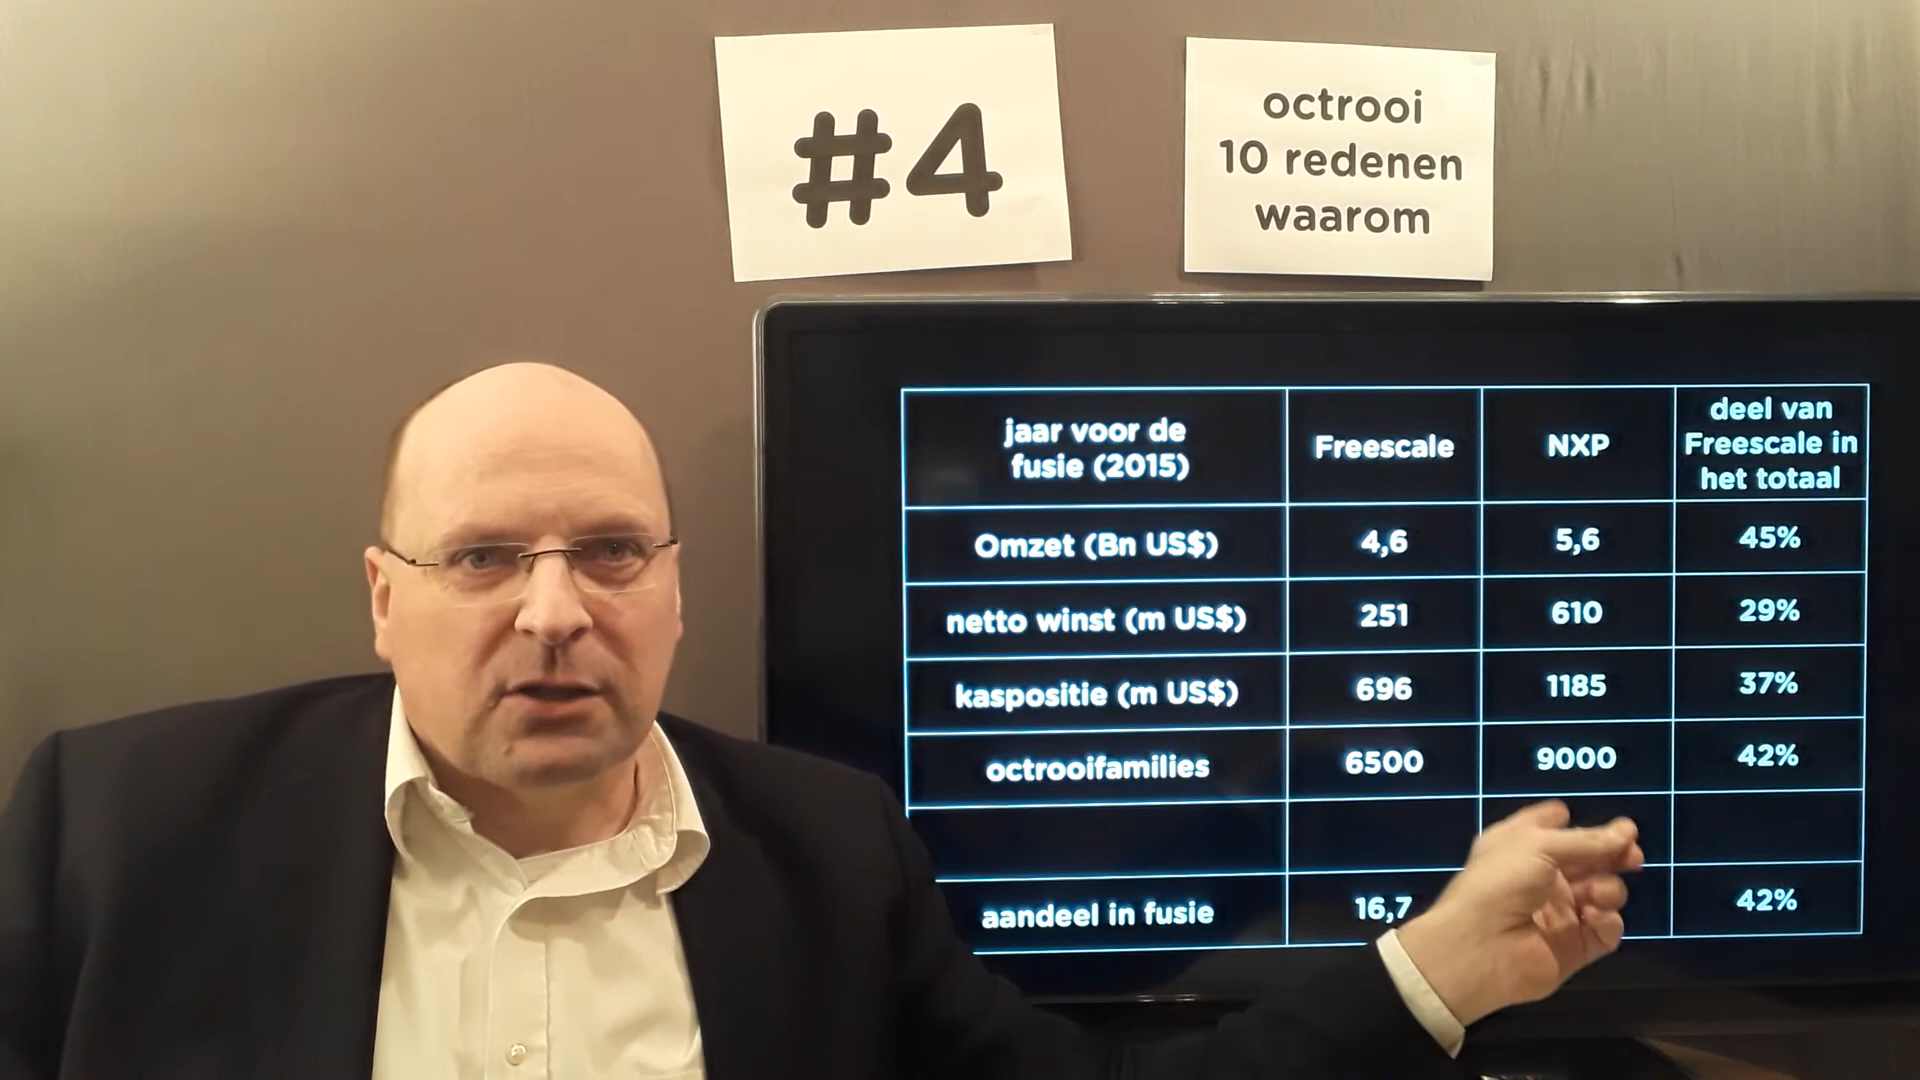 #4
octrooi
10 redenen
waarom
jaar voor de
fusie (2015)
Freescale
NXP
deel van
Freescale in
het totaal
Omzet (Bn US$)
4,6
5,6
45%
netto winst (m US$)
251
610
29%
kaspositie (m US$)
696
1185
37%
octrooifamilies
6500
9000
42%
aandeel in fusie
16,7
42%